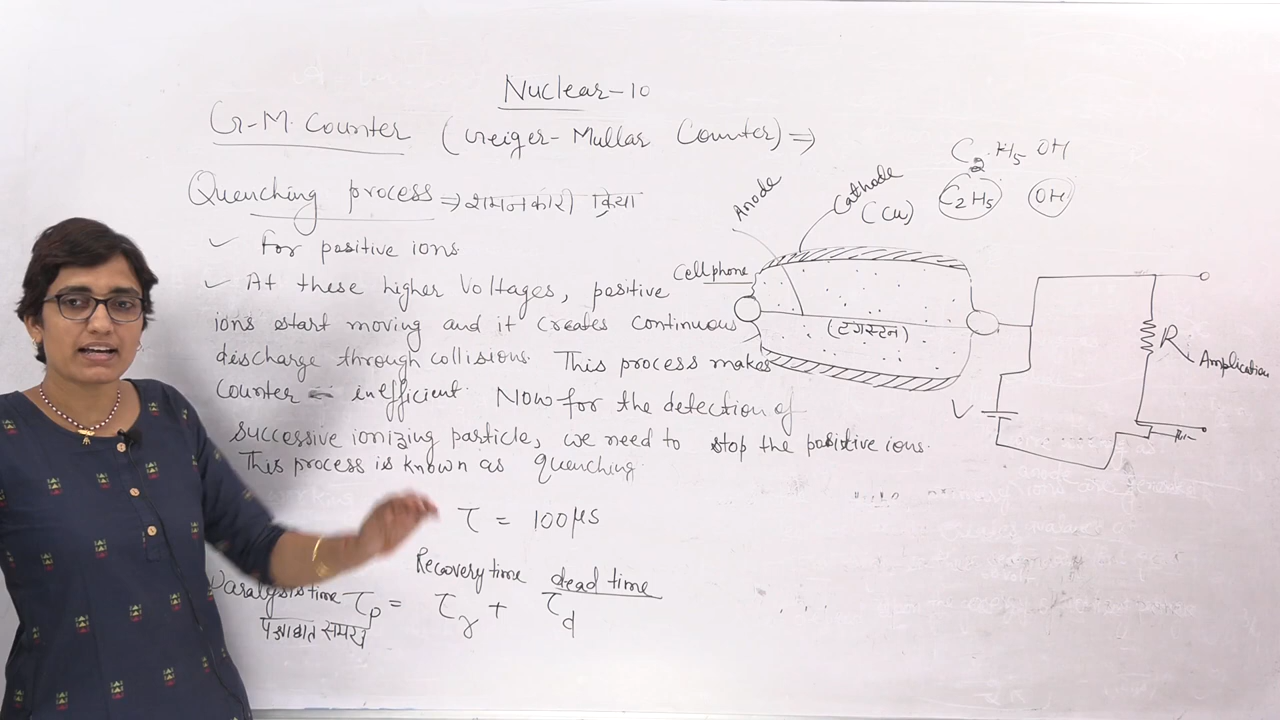 Nuclear-10
G-M. Counter (Geiger-Mullar Counter) ⇒
C2 H5 OH
C2H5 OH
Quenching process ⇒ शमनकारी क्रिया
Anode
Cathode
(Cu)
✓ For positive ions
Cellphone
✓ At these higher Voltages, positive
ions start moving and it creates continuous
discharge through collisions. This process makes
Counter inefficient. Now for the detection of
successive ionizing particle, we need to stop the positive ions.
This process is known as quenching.
(टंगस्टन)
R
Amplication
V
τ = 100μs
Recovery time dead time
Paralysis time τp = τr + τd